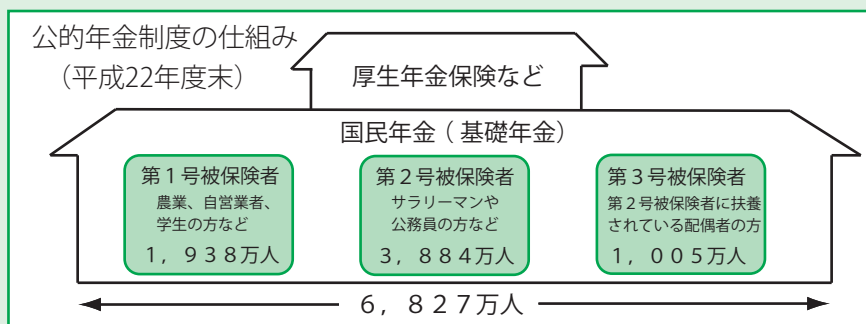 公的年金制度の仕組み
（平成22年度末）
厚生年金保険など
国民年金（基礎年金）
第１号被保険者
農業、自営業者、
学生の方など
１，９３８万人
第２号被保険者
サラリーマンや
公務員の方など
３，８８４万人
第３号被保険者
第２号被保険者に扶養
されている配偶者の方
１，００５万人
６，８２７万人